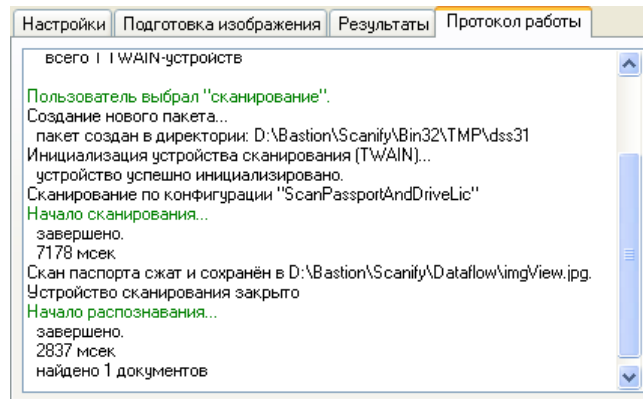 Настройки Подготовка изображения Результаты Протокол работы
всего 1 TWAIN-устройств
Пользователь выбрал "сканирование".
Создание нового пакета...
пакет создан в директории: D:\Bastion\Scanify\Bin32\TMP\dss31
Инициализация устройства сканирования (TWAIN)...
устройство успешно инициализировано.
Сканирование по конфигурации "ScanPassportAndDriveLic"
Начало сканирования...
завершено.
7178 мсек
Скан паспорта сжат и сохранён в D:\Bastion\Scanify\Dataflow\imgView.jpg.
Устройство сканирования закрыто
Начало распознавания...
завершено.
2837 мсек
найдено 1 документов